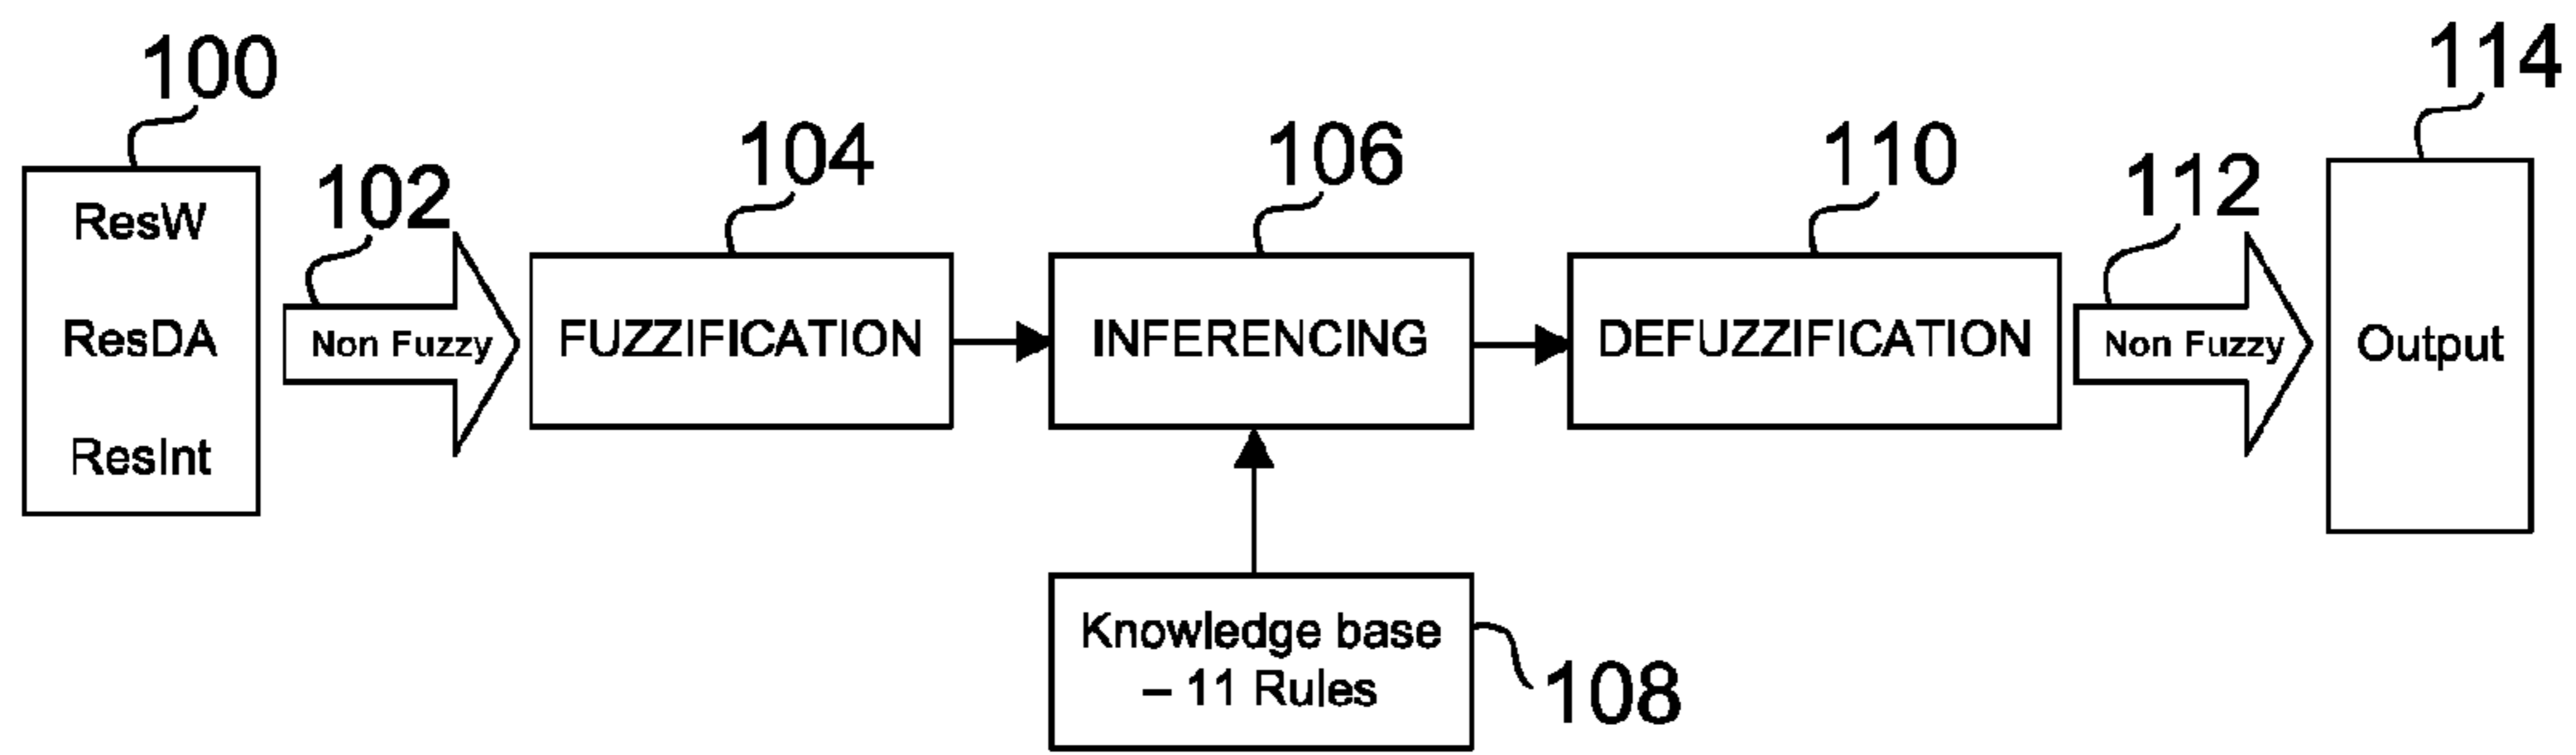 100
ResW
ResDA
ResInt
102
Non Fuzzy
104
FUZZIFICATION
106
INFERENCING
Knowledge base
– 11 Rules
108
110
DEFUZZIFICATION
112
Non Fuzzy
114
Output